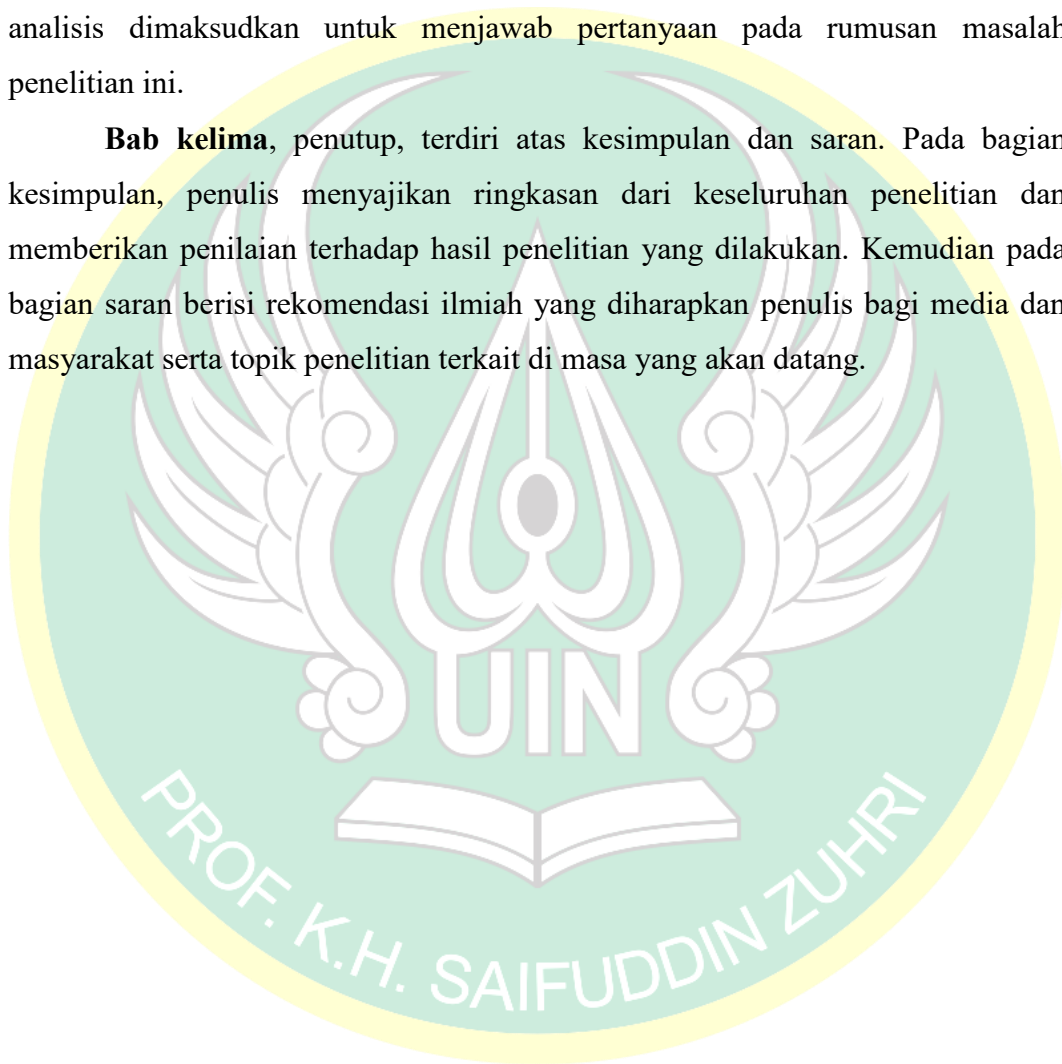 analisis dimaksudkan untuk menjawab pertanyaan pada rumusan masalah
penelitian ini.
Bab kelima, penutup, terdiri atas kesimpulan dan saran. Pada bagian
kesimpulan, penulis menyajikan ringkasan dari keseluruhan penelitian dan
memberikan penilaian terhadap hasil penelitian yang dilakukan. Kemudian pada
bagian saran berisi rekomendasi ilmiah yang diharapkan penulis bagi media dan
masyarakat serta topik penelitian terkait di masa yang akan datang.
UIN
PROF. K.H. SAIFUDDIN ZUHRI